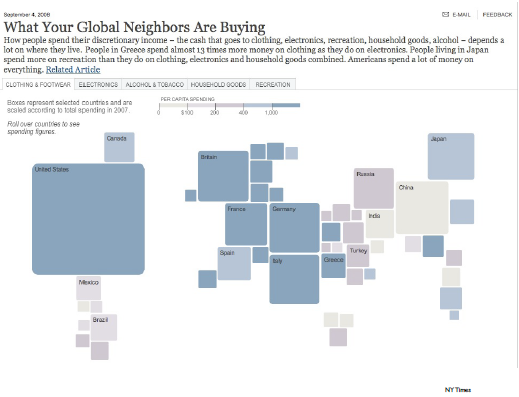 September 4, 2008
E-MAIL
FEEDBACK
What Your Global Neighbors Are Buying
How people spend their discretionary income – the cash that goes to clothing, electronics, recreation, household goods, alcohol – depends a
lot on where they live. People in Greece spend almost 13 times more money on clothing as they do on electronics. People living in Japan
spend more on recreation than they do on clothing, electronics and household goods combined. Americans spend a lot of money on
everything. Related Article
CLOTHING & FOOTWEAR
ELECTRONICS
ALCOHOL & TOBACCO
HOUSEHOLD GOODS
RECREATION
Boxes represent selected countries and are
scaled according to total spending in 2007.
Roll over countries to see
spending figures.
PER CAPITA SPENDING
0 $100 200 400 1,000
Canada
United States
Mexico
Brazil
Britain
France
Germany
Spain
Italy
Greece
Turkey
Russia
India
China
Japan
NY Times